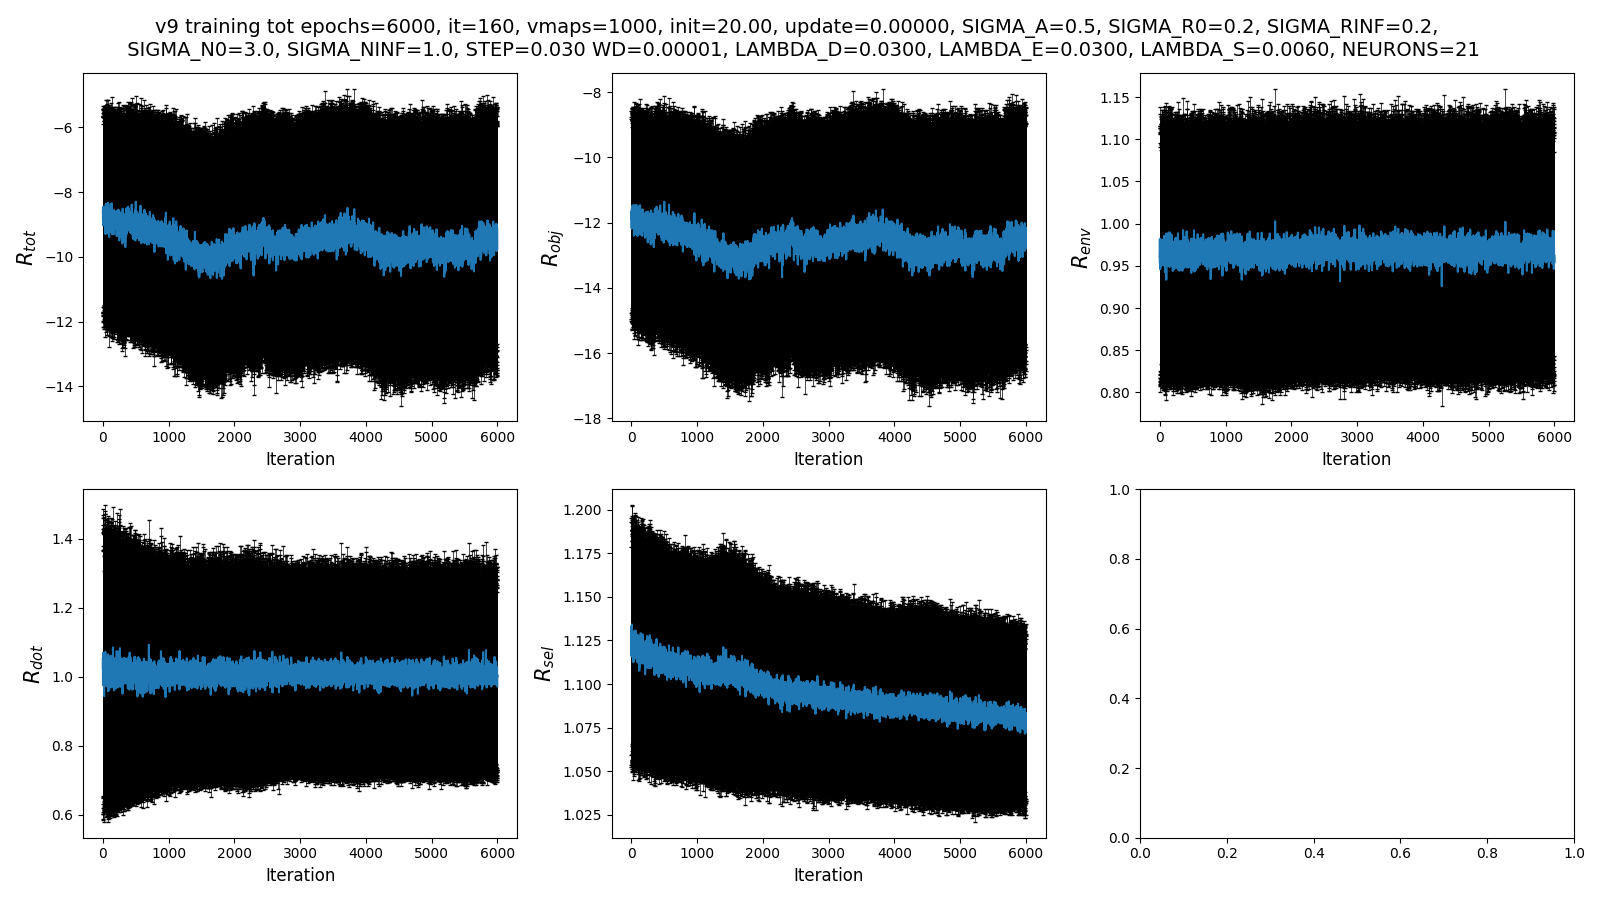 v9 training tot epochs=6000, it=160, vmaps=1000, init=20.00, update=0.00000, SIGMA_A=0.5, SIGMA_R0=0.2, SIGMA_RINF=0.2,
SIGMA_N0=3.0, SIGMA_NINF=1.0, STEP=0.030 WD=0.00001, LAMBDA_D=0.0300, LAMBDA_E=0.0300, LAMBDA_S=0.0060, NEURONS=21
R_tot
−6
−8
−10
−12
−14
0 1000 2000 3000 4000 5000 6000
Iteration
R_obj
−8
−10
−12
−14
−16
−18
0 1000 2000 3000 4000 5000 6000
Iteration
R_env
1.15
1.10
1.05
1.00
0.95
0.90
0.85
0.80
0 1000 2000 3000 4000 5000 6000
Iteration
R_dot
1.4
1.2
1.0
0.8
0.6
0 1000 2000 3000 4000 5000 6000
Iteration
R_sel
1.200
1.175
1.150
1.125
1.100
1.075
1.050
1.025
0 1000 2000 3000 4000 5000 6000
Iteration
1.0
0.8
0.6
0.4
0.2
0.0
0.0 0.2 0.4 0.6 0.8 1.0